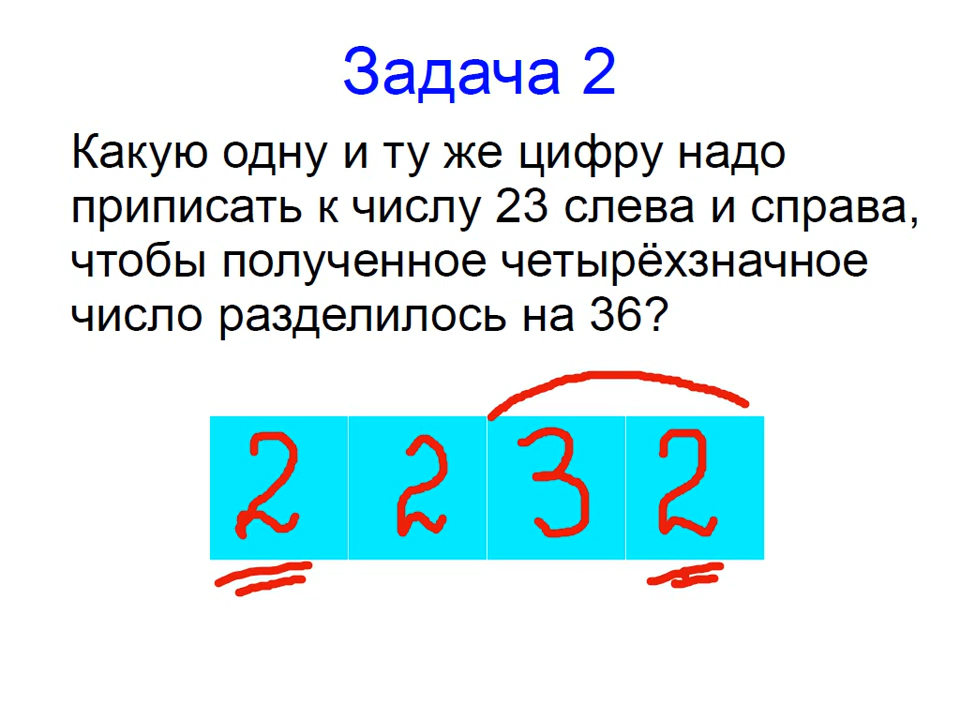 Задача 2
Какую одну и ту же цифру надо
приписать к числу 23 слева и справа,
чтобы полученное четырёхзначное
число разделилось на 36?
2 2 3 2